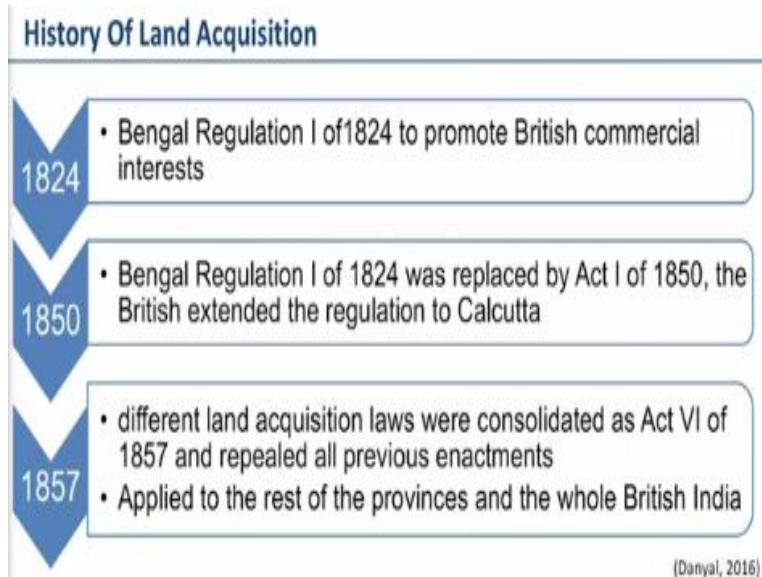 History Of Land Acquisition
1824
• Bengal Regulation I of1824 to promote British commercial
interests
1850
• Bengal Regulation I of 1824 was replaced by Act I of 1850, the
British extended the regulation to Calcutta
1857
• different land acquisition laws were consolidated as Act VI of
1857 and repealed all previous enactments
• Applied to the rest of the provinces and the whole British India
(Danyal, 2016)